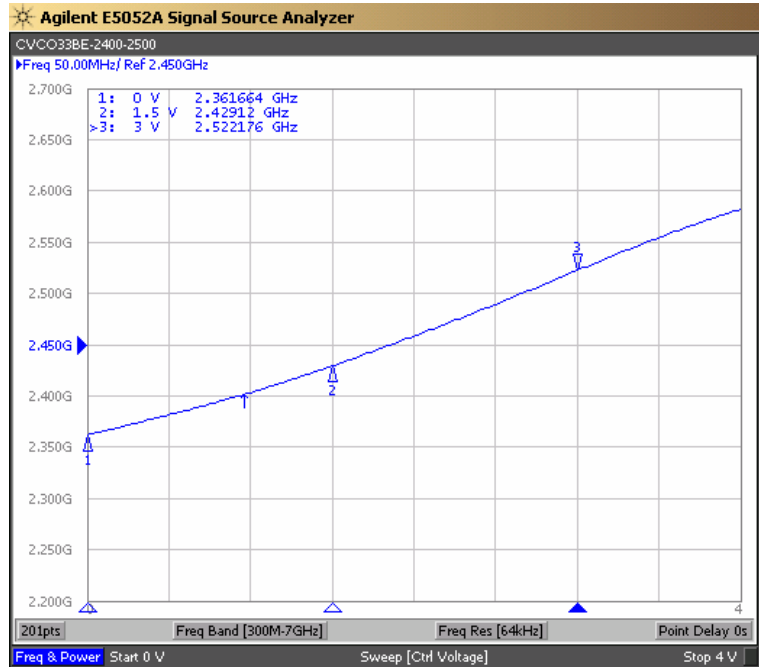 Agilent E5052A Signal Source Analyzer
CVCO33BE-2400-2500
Freq 50.00MHz/ Ref 2.450GHz
2.700G
1: 0 V 2.361664 GHz
2: 1.5 V 2.42912 GHz
>3: 3 V 2.522176 GHz
2.650G
2.600G
2.550G
3
2.500G
2.450G
2
2.400G
2.350G
1
2.300G
2.250G
2.200G
0
4
201pts Freq Band [300M-7GHz] Freq Res [64kHz] Point Delay 0s
Freq & Power Start 0 V Sweep [Ctrl Voltage] Stop 4 V